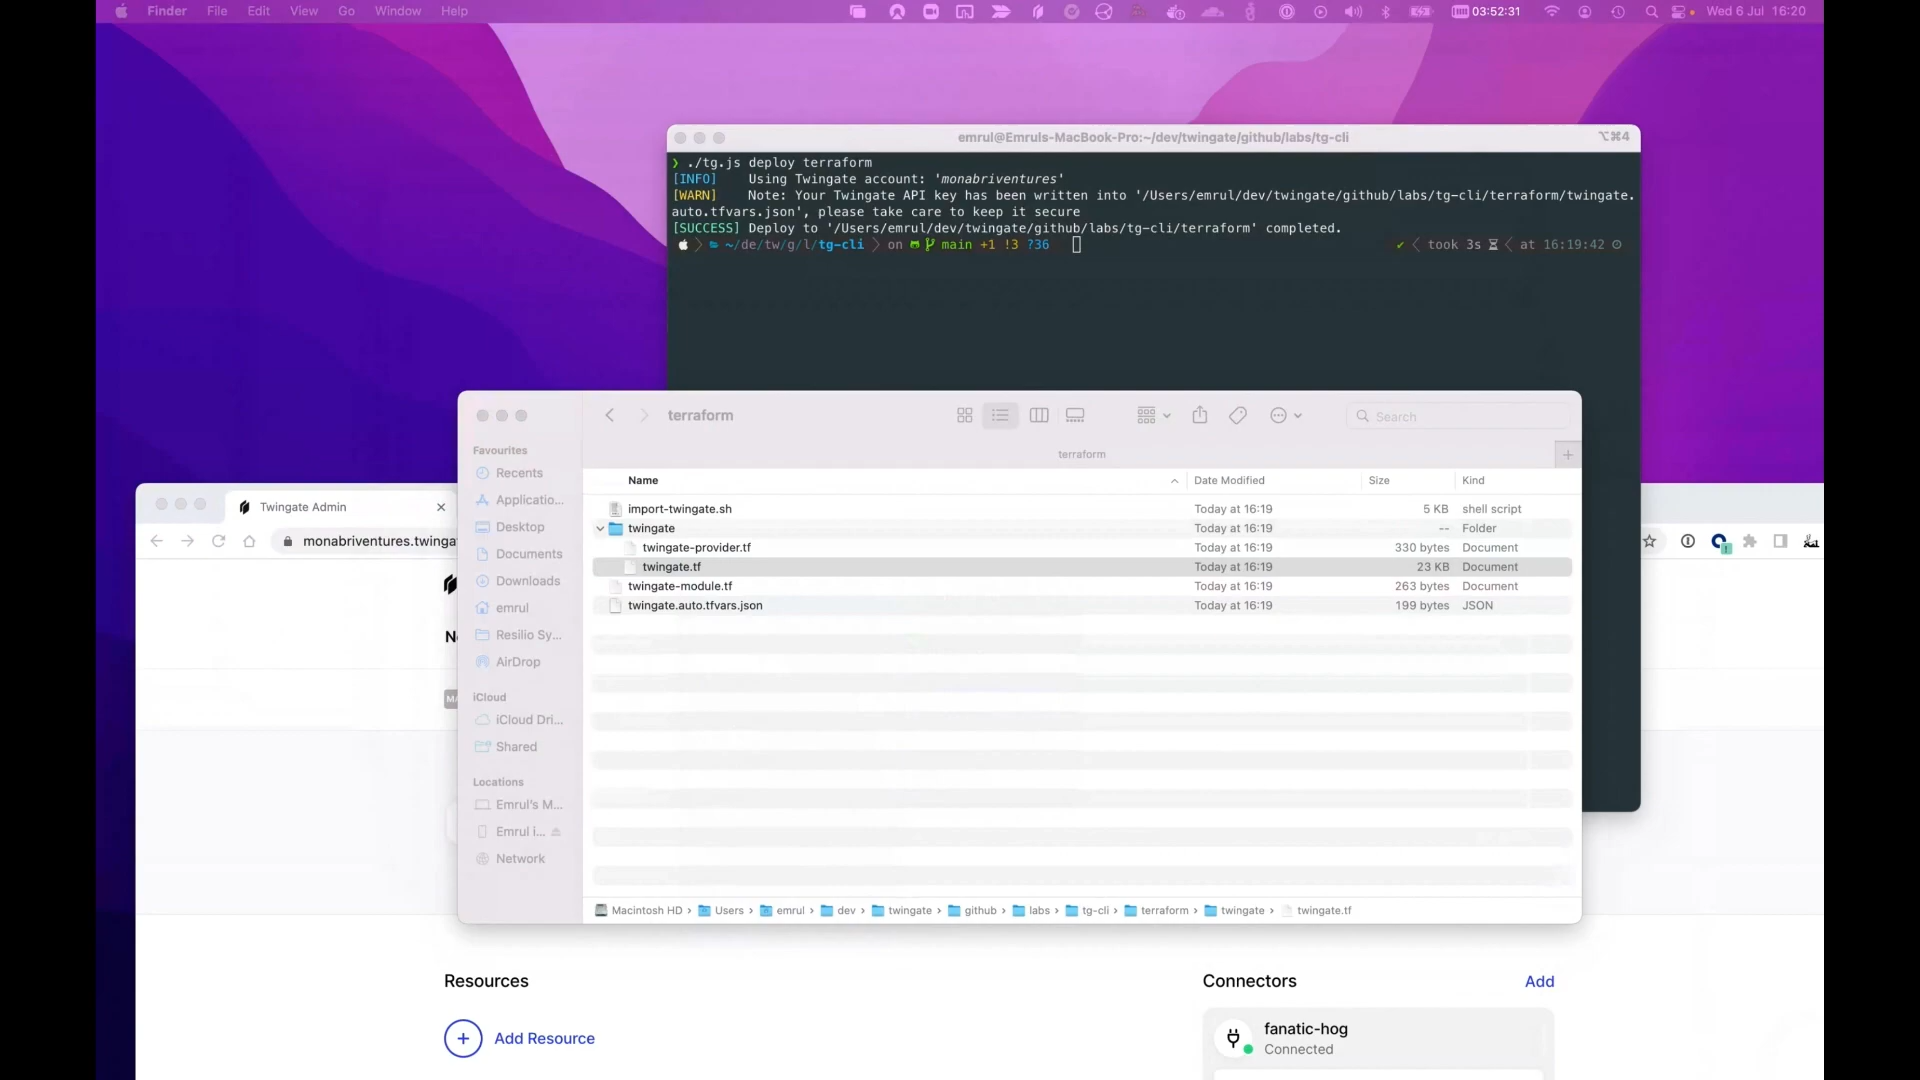 Finder File Edit View Go Window Help 03:52:31 Wed 6 Jul 16:20
emrul@Emruls-MacBook-Pro:~/dev/twingate/github/labs/tg-cli ⌥⌘4
❯ ./tg.js deploy terraform
[INFO] Using Twingate account: 'monabriventures'
[WARN] Note: Your Twingate API key has been written into '/Users/emrul/dev/twingate/github/labs/tg-cli/terraform/twingate.
auto.tfvars.json', please take care to keep it secure
[SUCCESS] Deploy to '/Users/emrul/dev/twingate/github/labs/tg-cli/terraform' completed.
~/de/tw/g/l/tg-cli on main +1 !3 ?36 ✔ took 3s at 16:19:42
terraform
Search
terraform
Favourites
Recents
Applicatio...
Desktop
Documents
Downloads
emrul
Resilio Sy...
AirDrop
iCloud
iCloud Dri...
Shared
Locations
Emrul's M...
Emrul i...
Network
Name Date Modified Size Kind
import-twingate.sh Today at 16:19 5 KB shell script
twingate Today at 16:19 -- Folder
twingate-provider.tf Today at 16:19 330 bytes Document
twingate.tf Today at 16:19 23 KB Document
twingate-module.tf Today at 16:19 263 bytes Document
twingate.auto.tfvars.json Today at 16:19 199 bytes JSON
Macintosh HD › Users › emrul › dev › twingate › github › labs › tg-cli › terraform › twingate › twingate.tf
Twingate Admin
monabriventures.twinga
Resources
Add Resource
Connectors Add
fanatic-hog
Connected